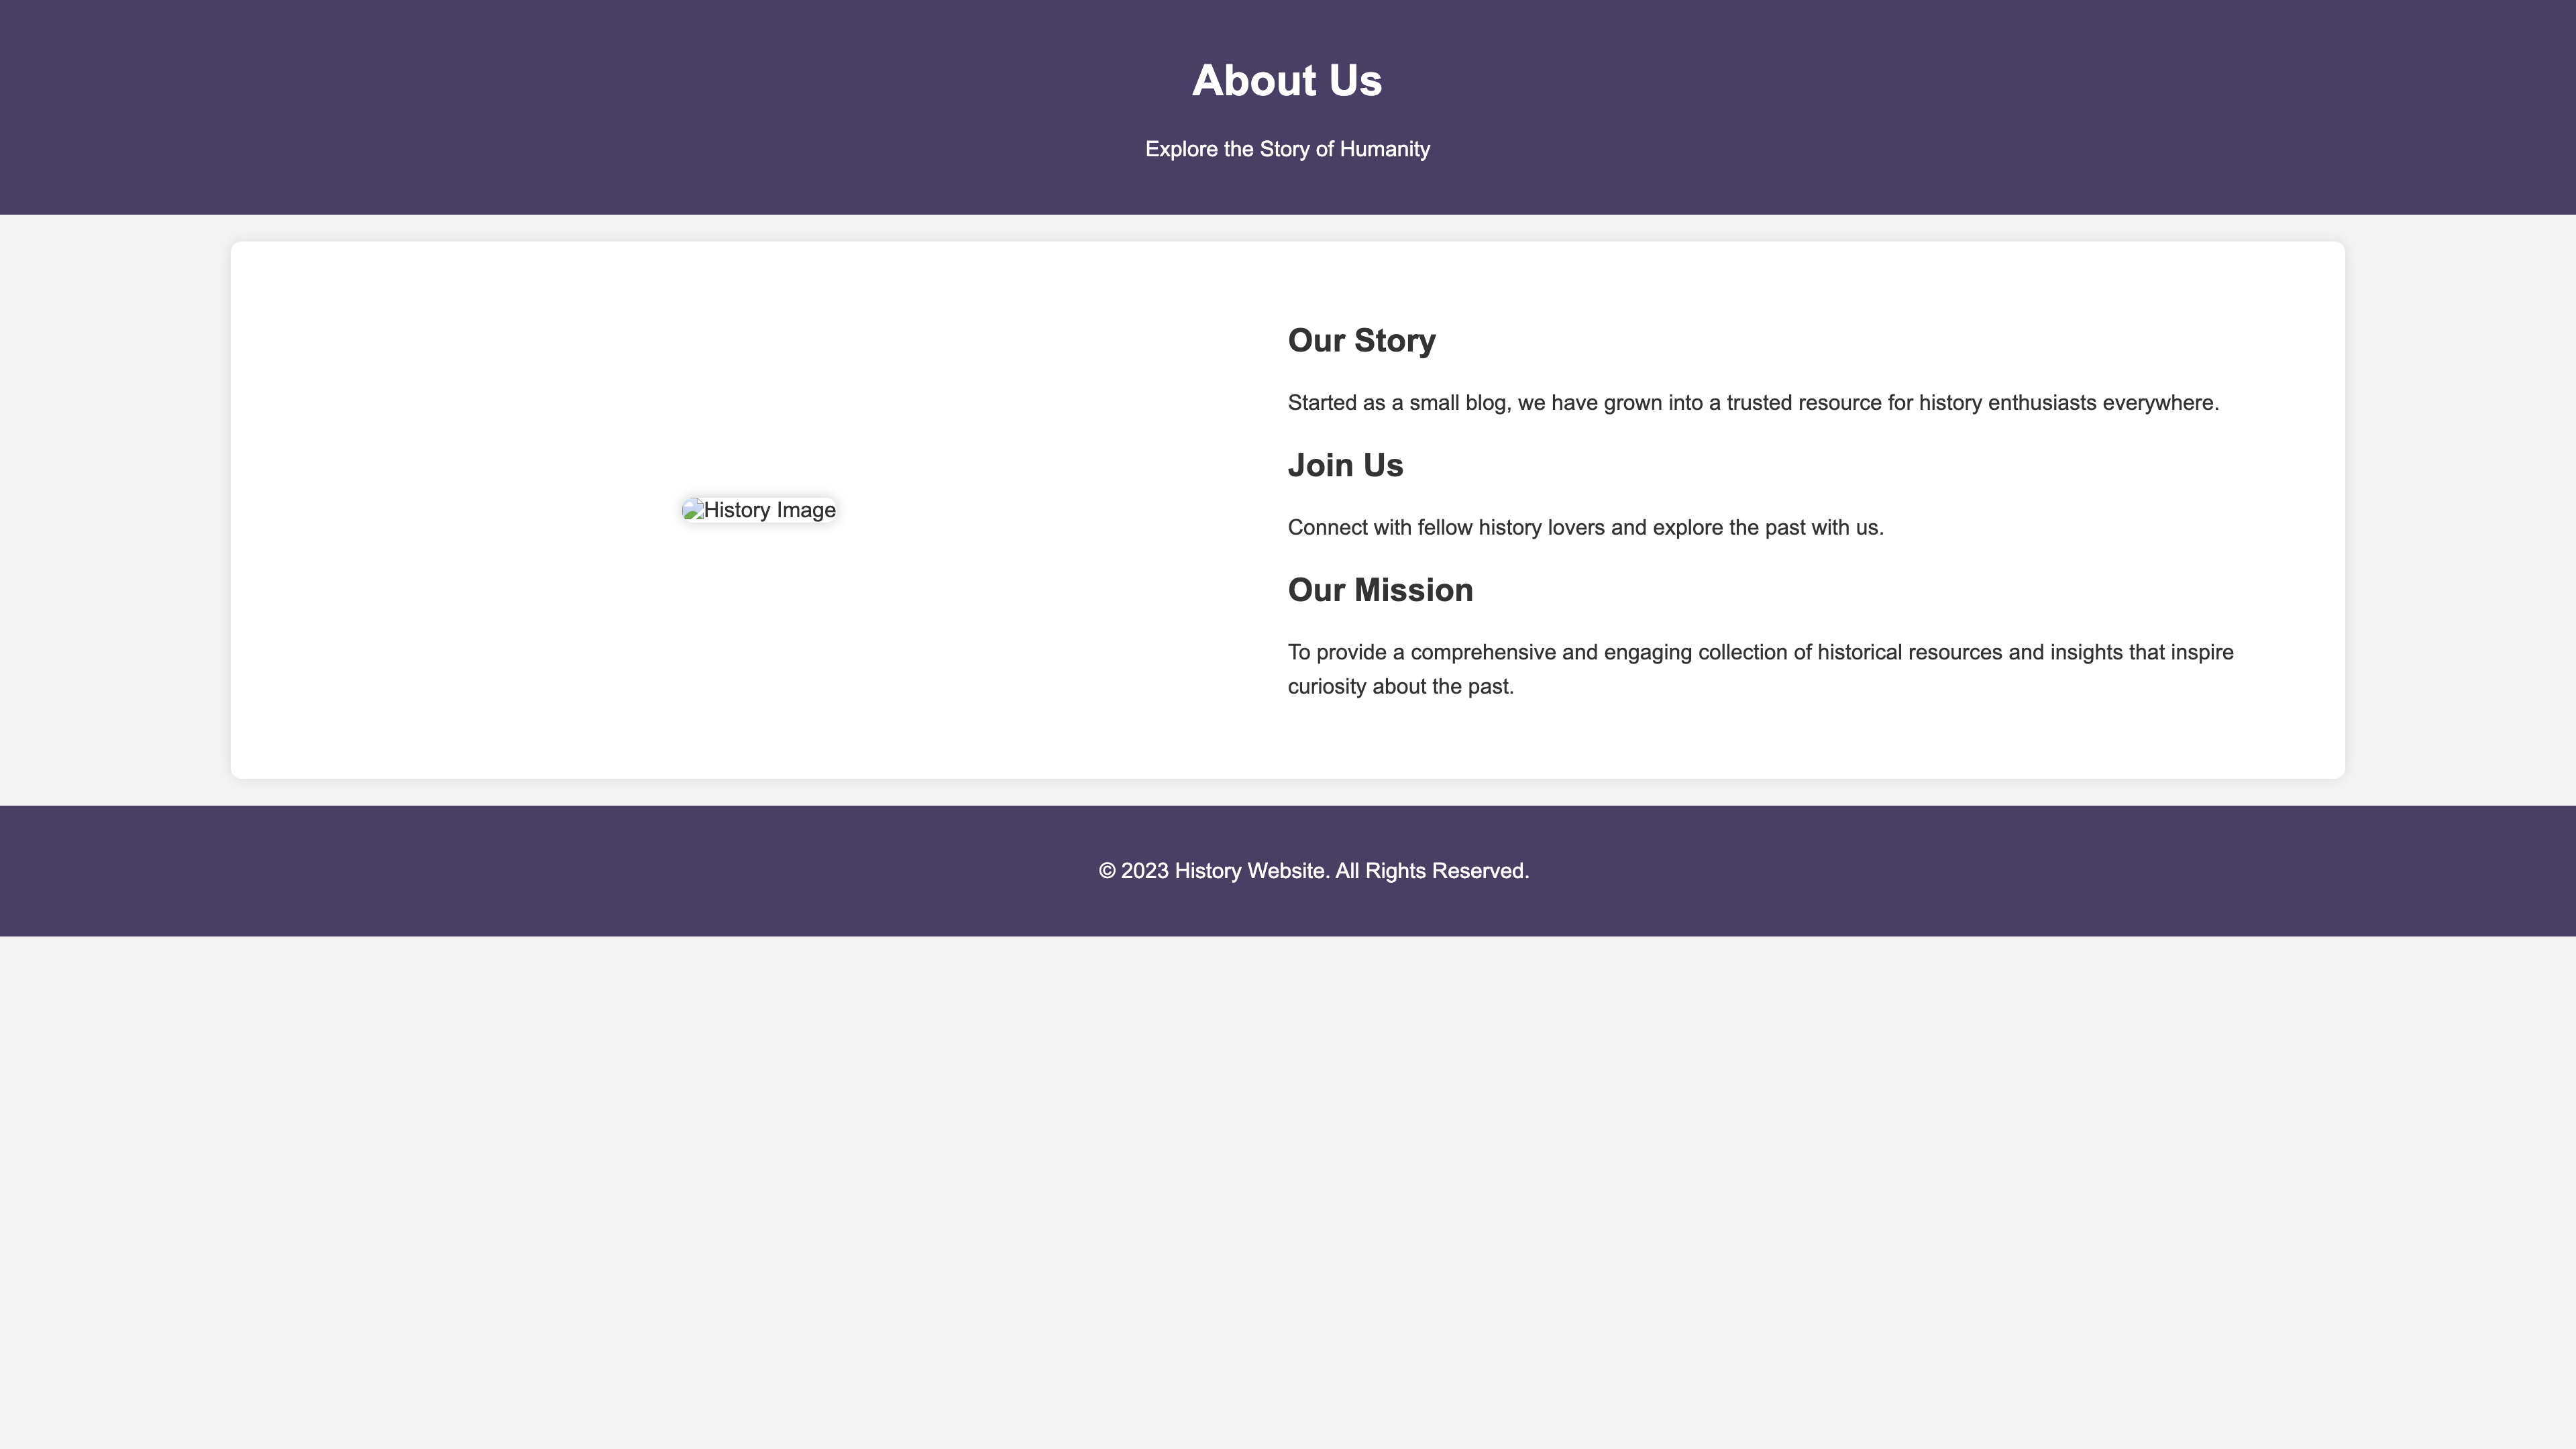 About Us
Explore the Story of Humanity
History Image
Our Story
Started as a small blog, we have grown into a trusted resource for history enthusiasts everywhere.
Join Us
Connect with fellow history lovers and explore the past with us.
Our Mission
To provide a comprehensive and engaging collection of historical resources and insights that inspire
curiosity about the past.
© 2023 History Website. All Rights Reserved.